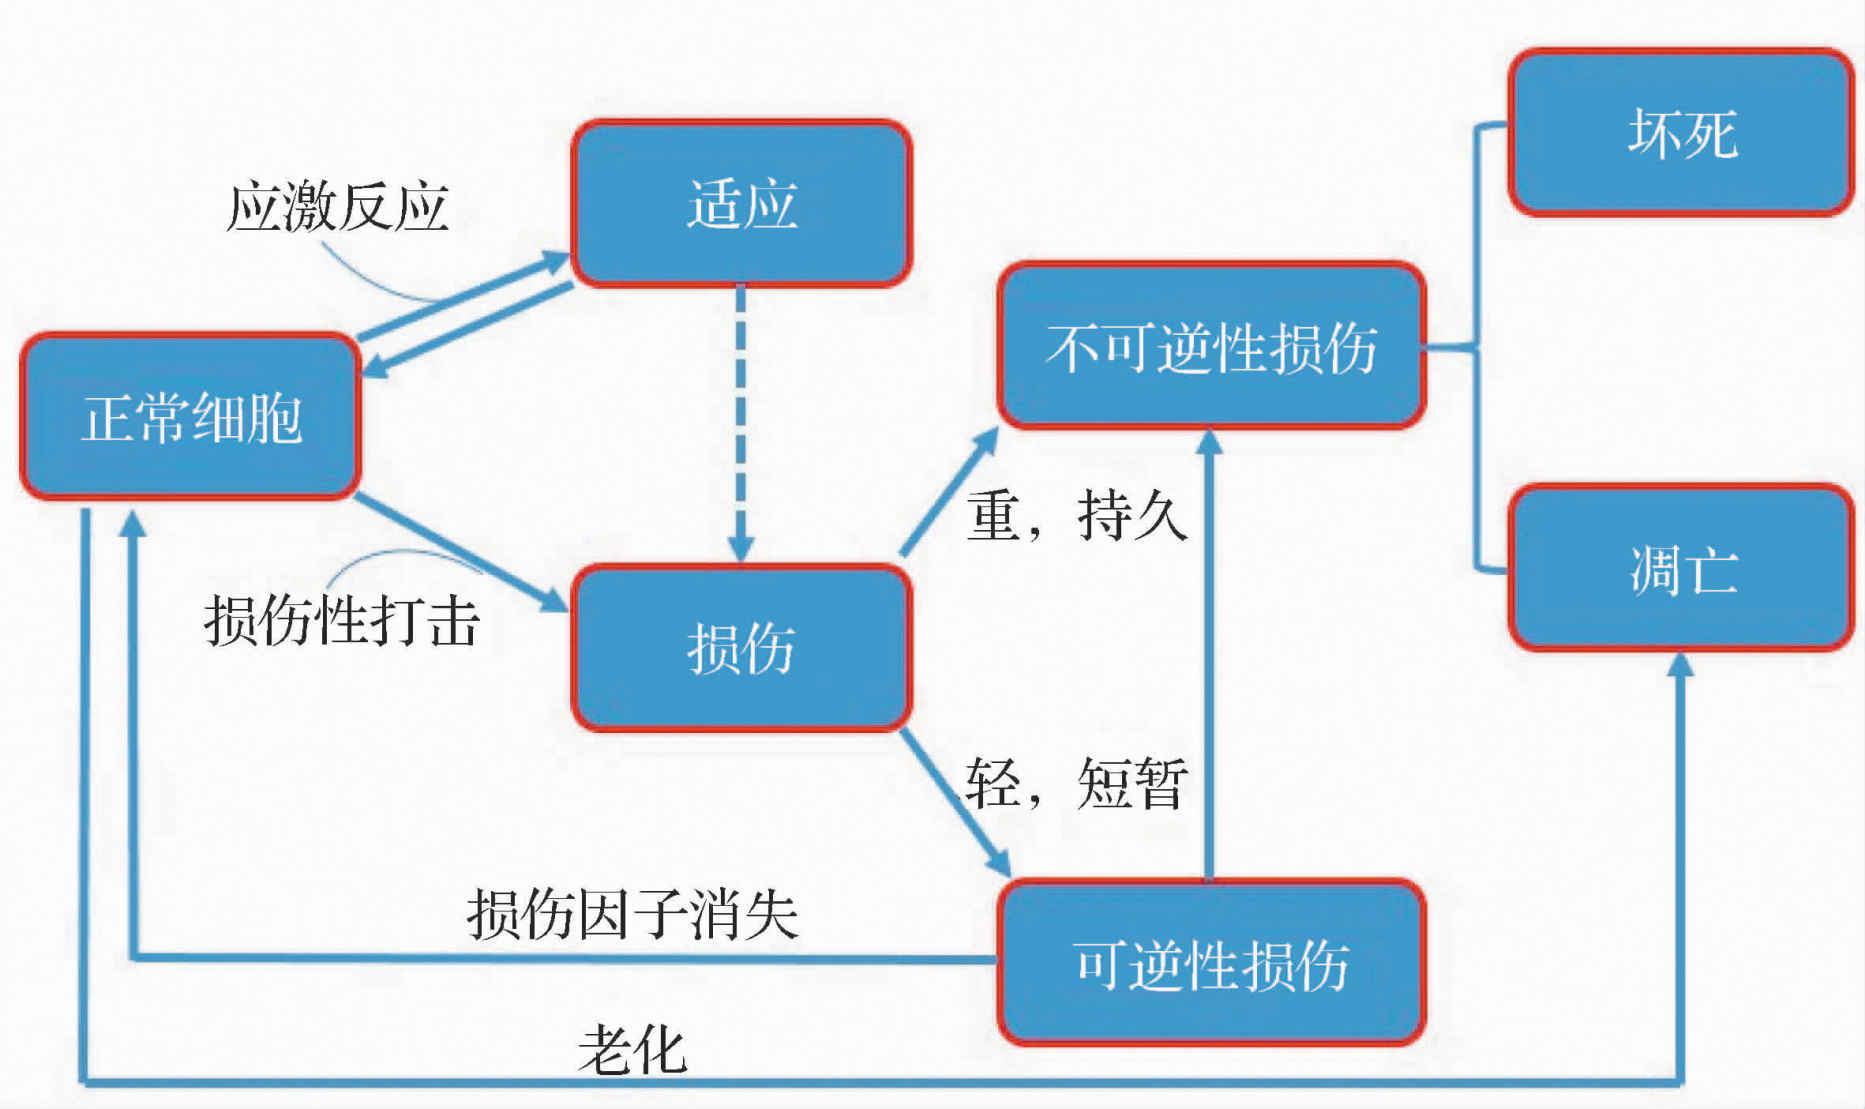 坏死
适应
应激反应
不可逆性损伤
正常细胞
重，持久
凋亡
损伤性打击
损伤
轻，短暂
损伤因子消失
可逆性损伤
老化